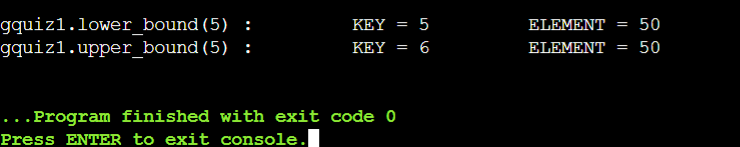 gquiz1.lower_bound(5) : KEY = 5 ELEMENT = 50
gquiz1.upper_bound(5) : KEY = 6 ELEMENT = 50
...Program finished with exit code 0
Press ENTER to exit console.